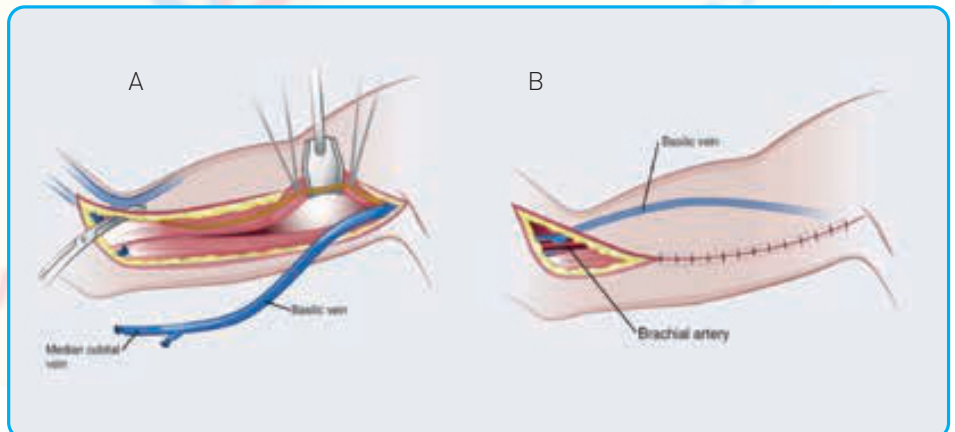 A
B
Basilic vein
Basilic vein
Brachial artery
Median cubital
vein